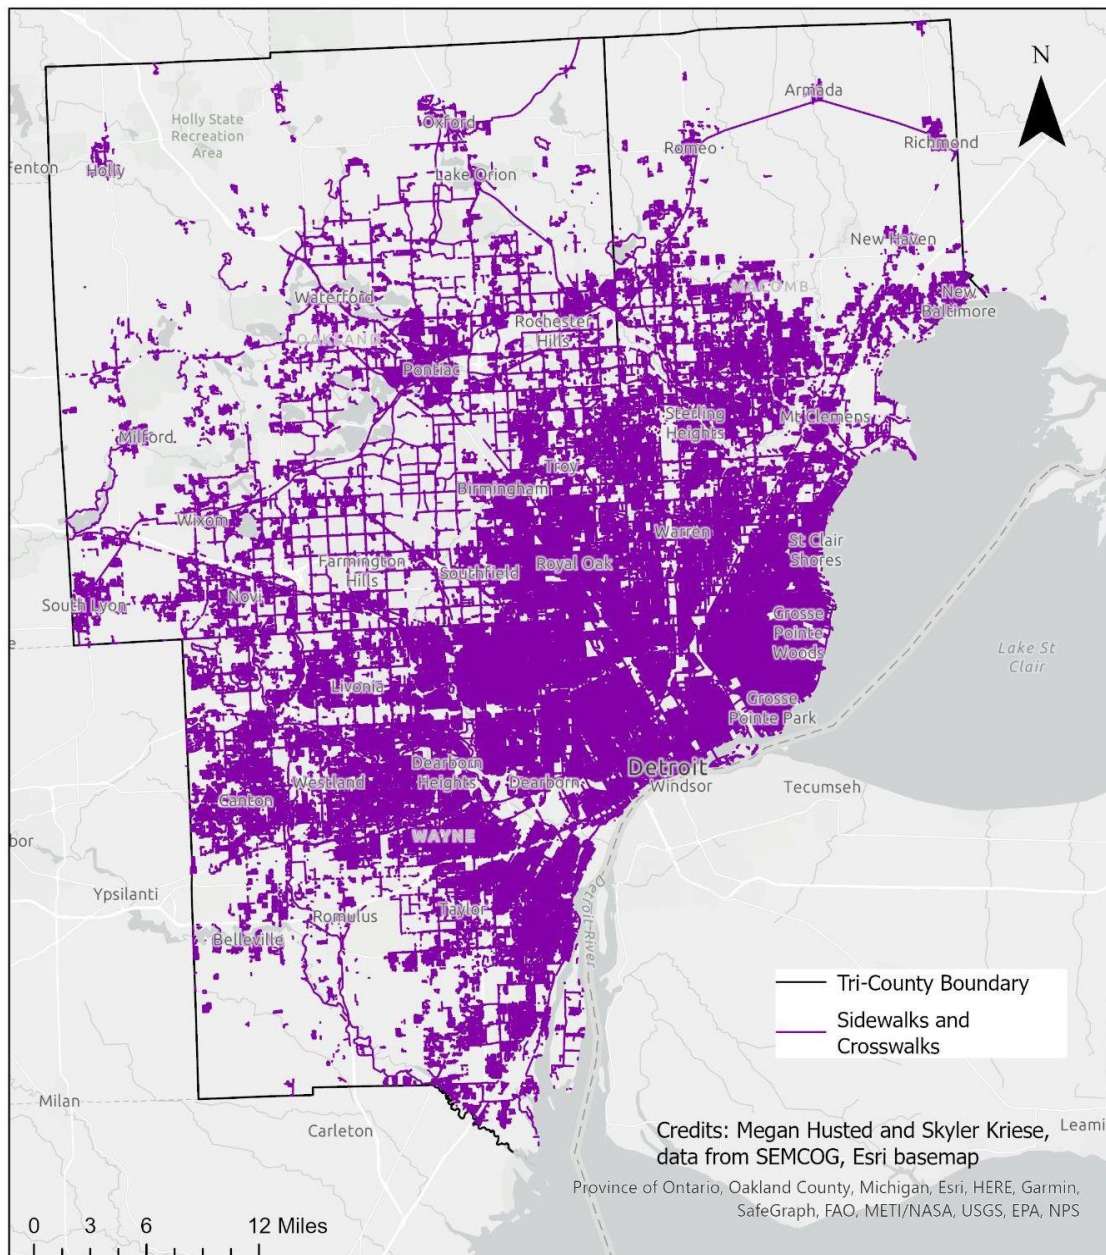 N
Armada
Holly State
Recreation
Area
Oxford
Romeo
Richmond
enton
Holly
Lake Orion
New Haven
MACOMB
New
Baltimore
Waterford
Rochester
Hills
OAKLAND
Pontiac
Sterling
Heights
Mt Clemens
Milford
Troy
Birmingham
Wixom
Warren
St Clair
Shores
Farmington
Hills
Southfield
Royal Oak
South Lyon
Novi
Grosse
Pointe
Woods
Lake St
Clair
e
Livonia
Grosse
Pointe Park
Dearborn
Heights
Detroit
Westland
Dearborn
Windsor
Tecumseh
Canton
WAYNE
bor
Ypsilanti
Romulus
Taylor
Detroit River
Belleville
Tri-County Boundary
Sidewalks and
Crosswalks
Milan
Carleton
Leami
Credits: Megan Husted and Skyler Kriese,
data from SEMCOG, Esri basemap
Province of Ontario, Oakland County, Michigan, Esri, HERE, Garmin,
SafeGraph, FAO, METI/NASA, USGS, EPA, NPS
0 3 6 12 Miles